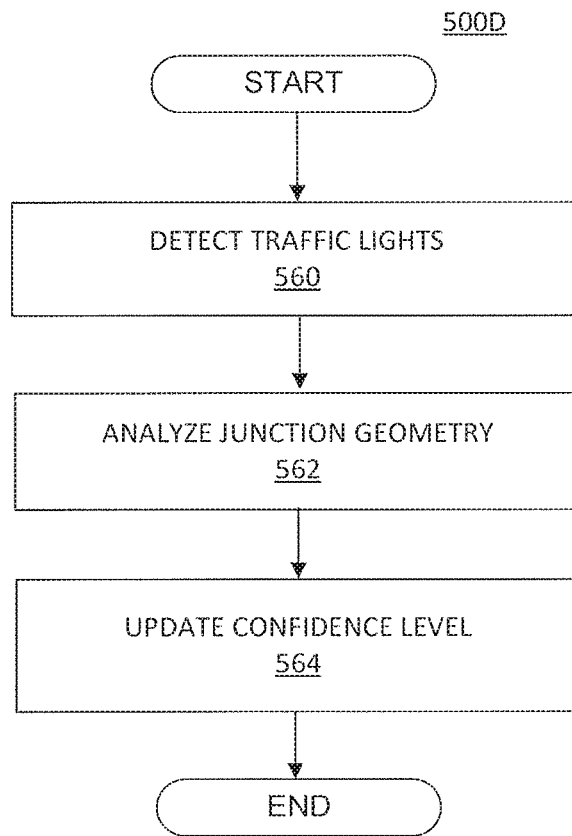 500D
START
DETECT TRAFFIC LIGHTS
560
ANALYZE JUNCTION GEOMETRY
562
UPDATE CONFIDENCE LEVEL
564
END